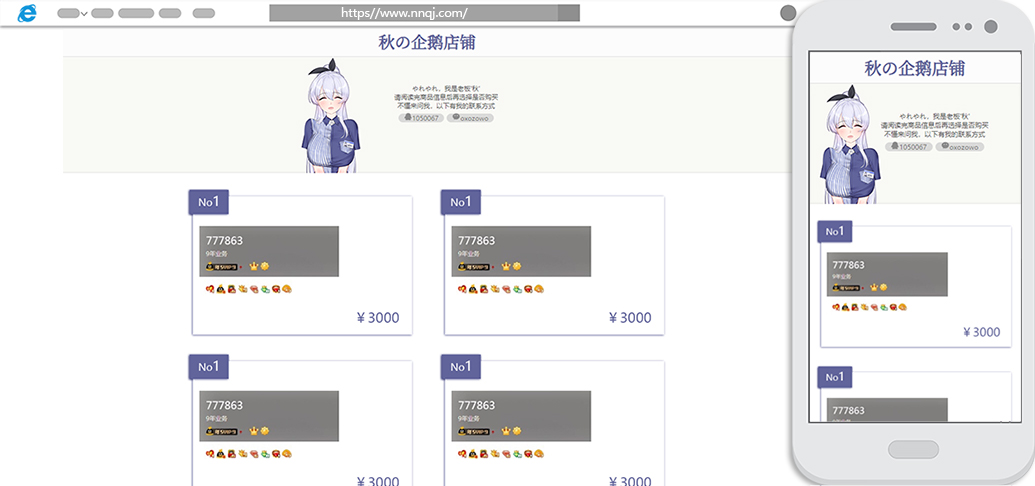 https//www.nnqj.com/
秋の企鹅店铺
やれやれ、我是老板'秋'
请阅读完商品信息后再选择是否购买
不懂来问我、以下有我的联系方式
1050067 oxozowo
No1
777863
9年业务
¥3000
No1
777863
9年业务
¥3000
No1
777863
9年业务
¥3000
No1
777863
9年业务
¥3000
秋の企鹅店铺
やれやれ、我是老板'秋'
请阅读完商品信息后再选择是否购买
不懂来问我、以下有我的联系方式
1050067 oxozowo
No1
777863
9年业务
¥3000
No1
777863